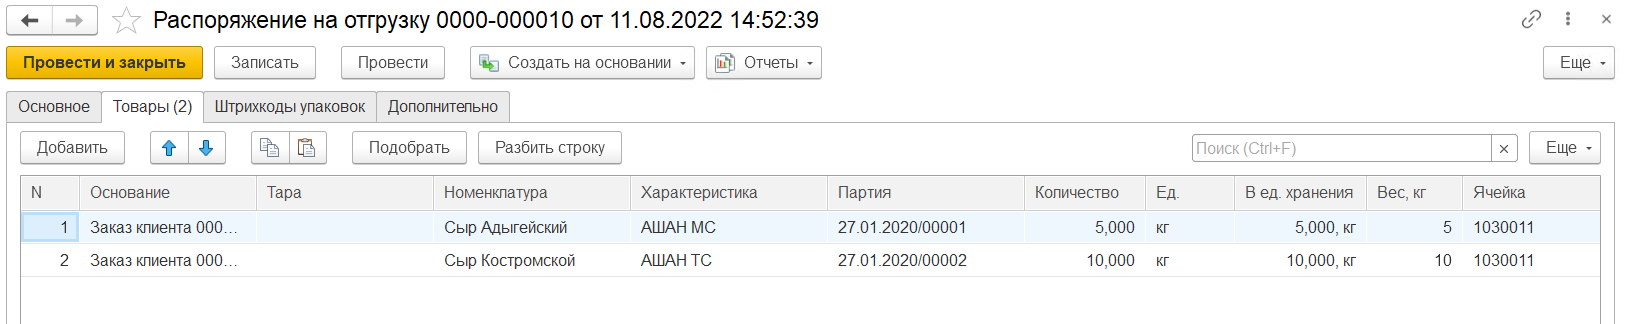 Распоряжение на отгрузку 0000-000010 от 11.08.2022 14:52:39
Провести и закрыть Записать Провести Создать на основании Отчеты Еще
Основное Товары (2) Штрихкоды упаковок Дополнительно
Добавить Подобрать Разбить строку Поиск (Ctrl+F) × Еще
N Основание Тара Номенклатура Характеристика Партия Количество Ед. В ед. хранения Вес, кг Ячейка
1 Заказ клиента 000... Сыр Адыгейский АШАН МС 27.01.2020/00001 5,000 кг 5,000, кг 5 1030011
2 Заказ клиента 000... Сыр Костромской АШАН ТС 27.01.2020/00002 10,000 кг 10,000, кг 10 1030011